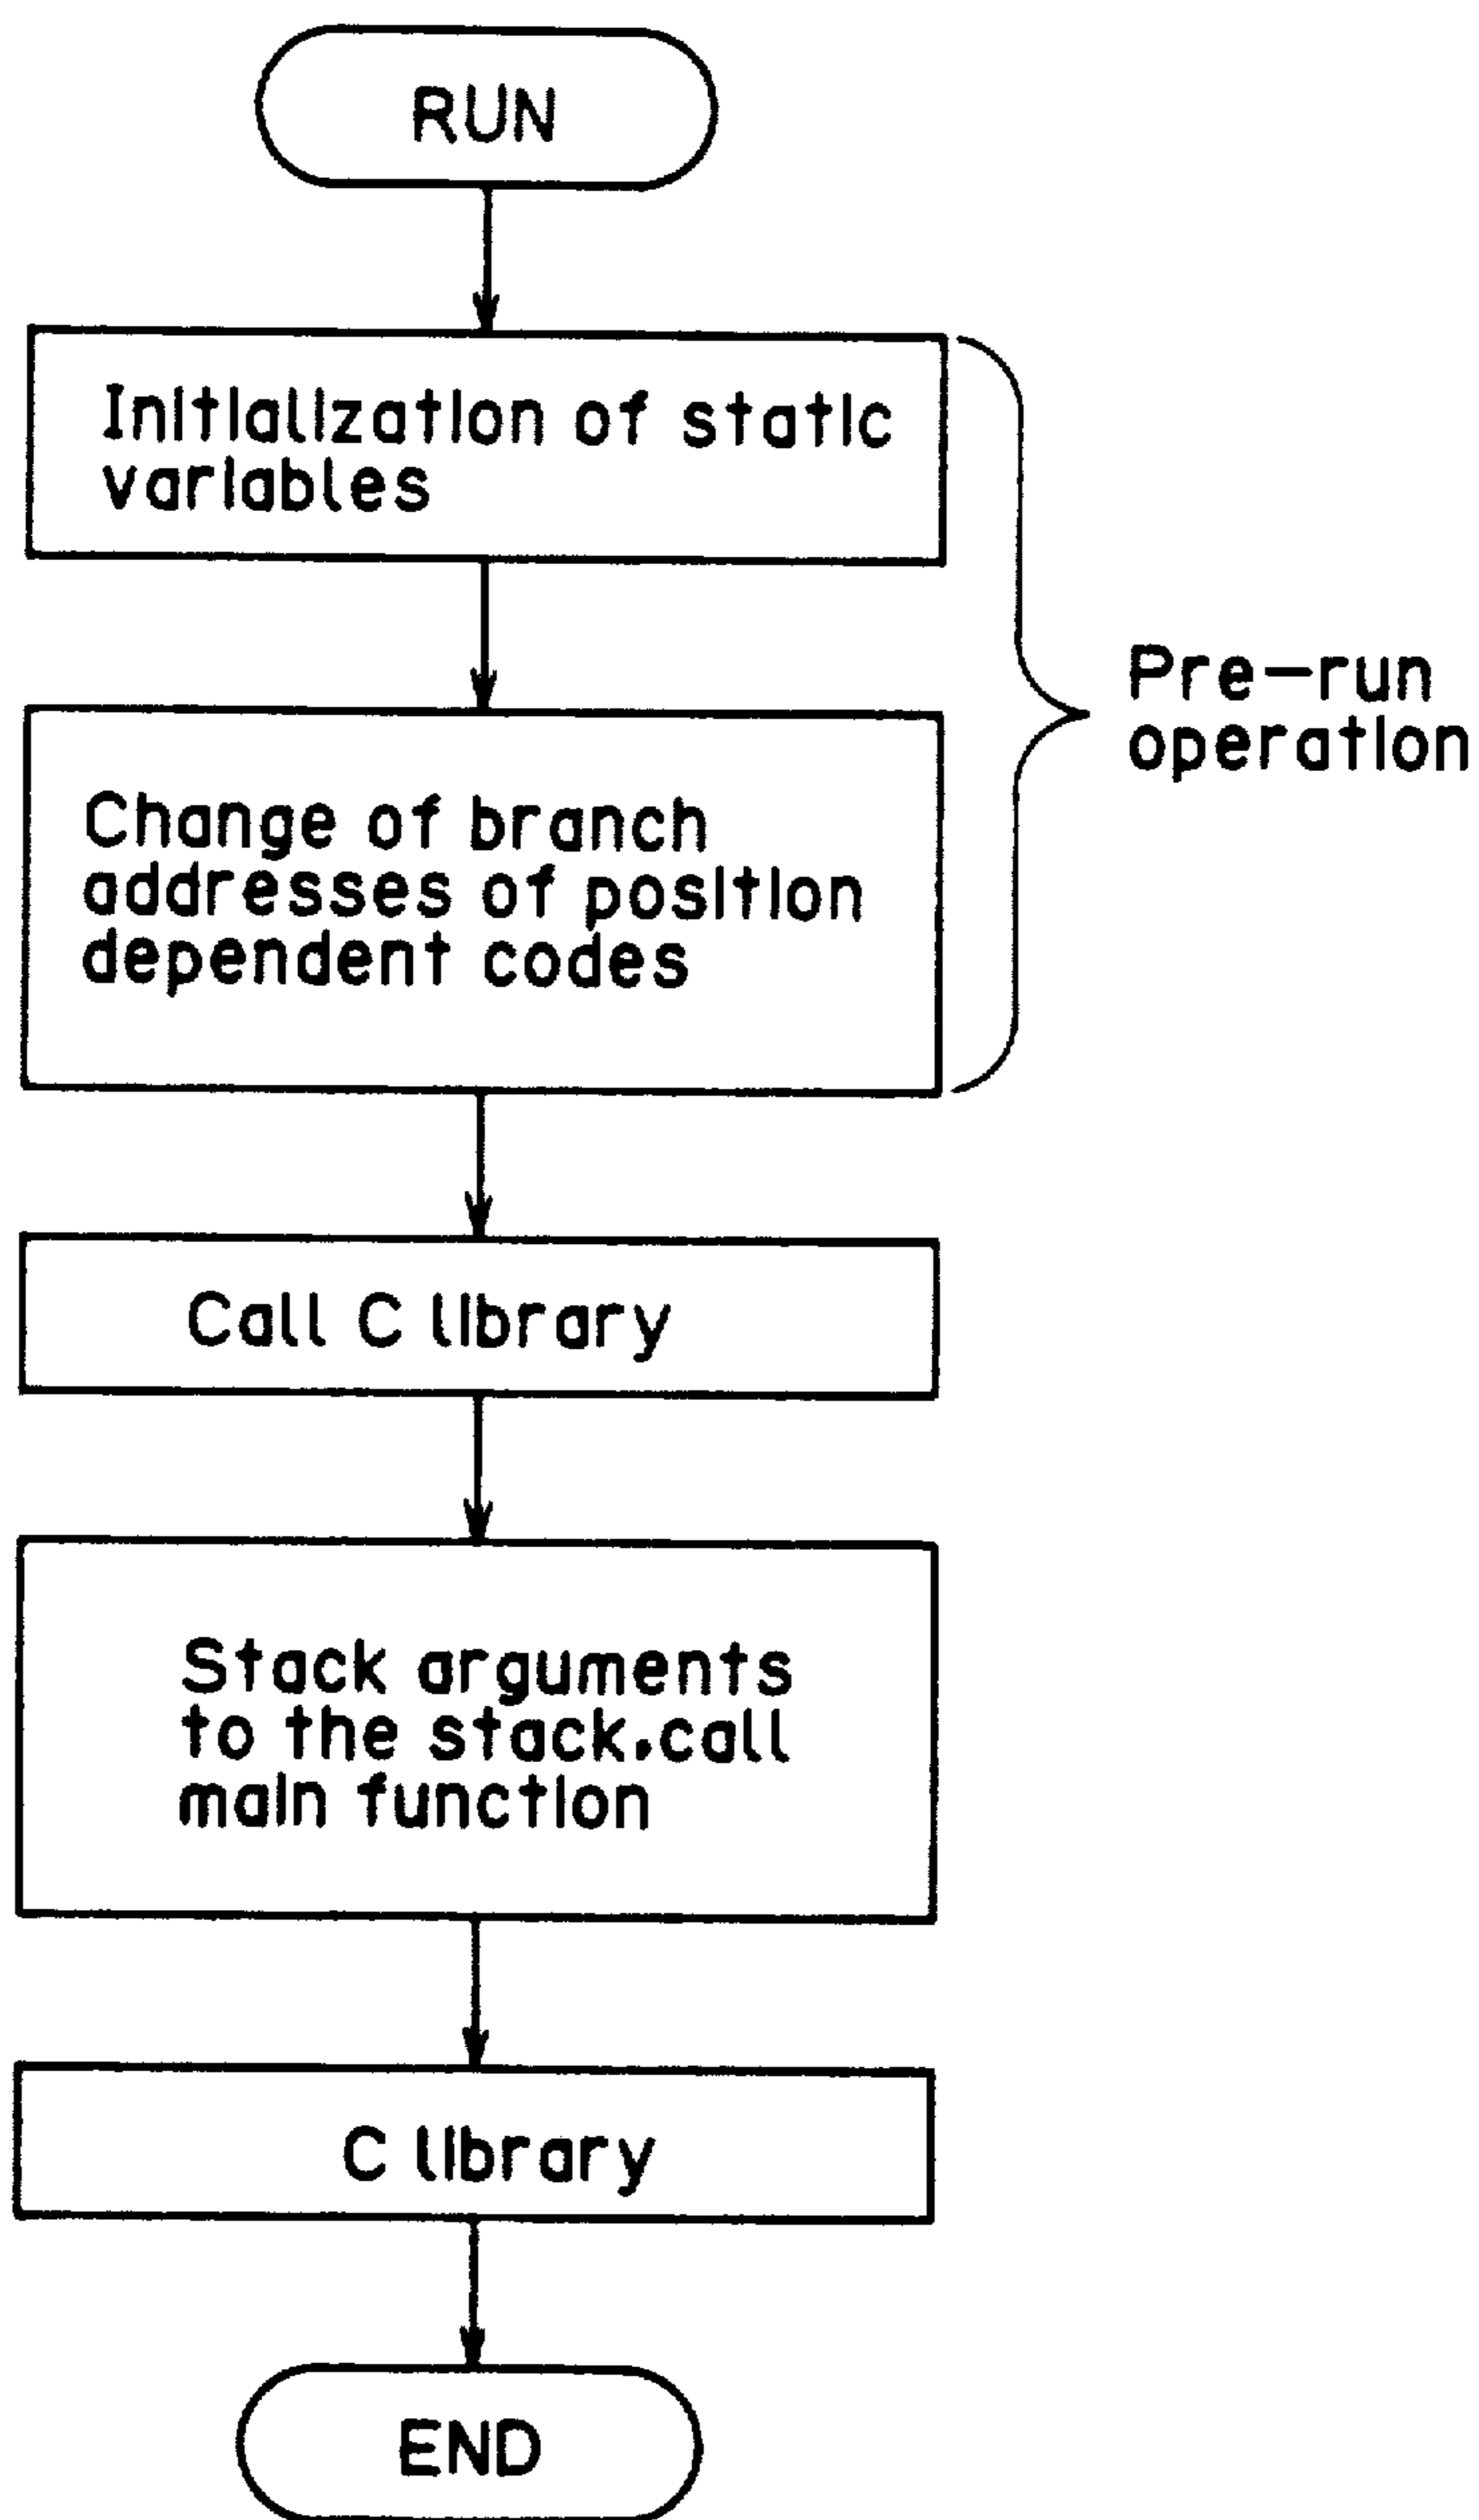 RUN
Initialization of static
variables
Pre-run
operation
Change of branch
addresses of position
dependent codes
Call C library
Stack arguments
to the stack,call
main function
C library
END